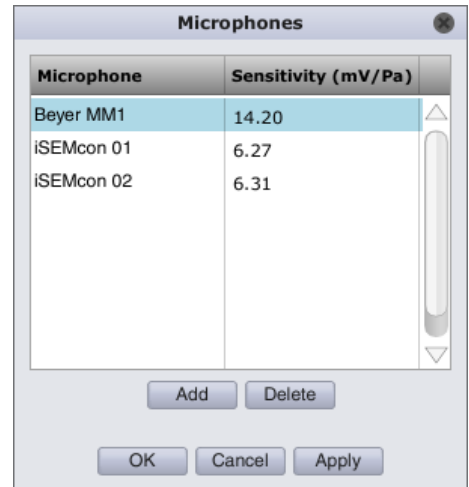 Microphones
Microphone Sensitivity (mV/Pa)
Beyer MM1 14.20
iSEMcon 01 6.27
iSEMcon 02 6.31
Add Delete
OK Cancel Apply